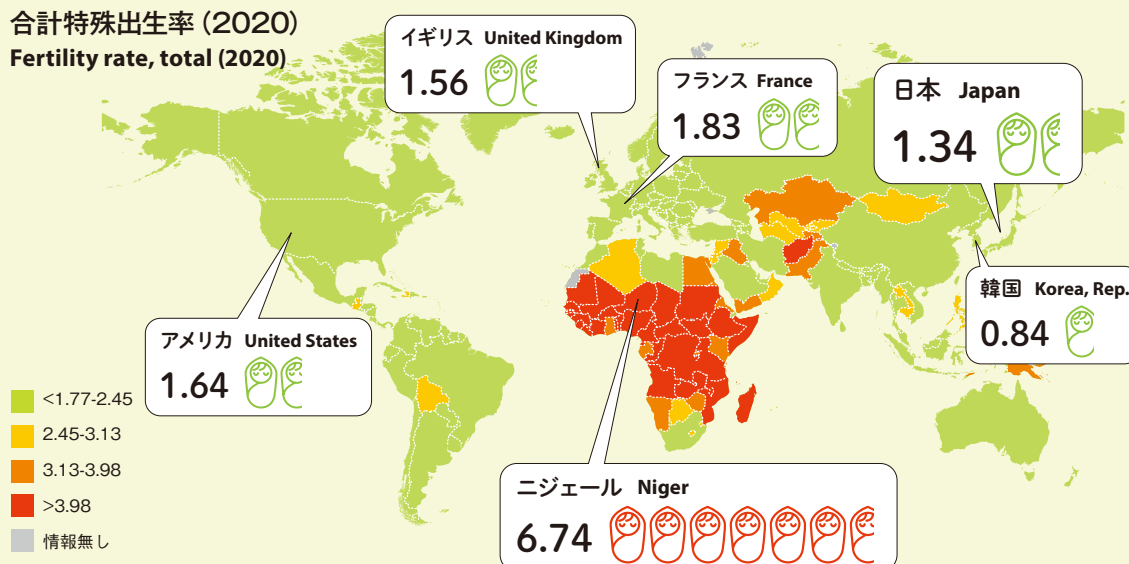 合計特殊出生率（2020）
Fertility rate, total (2020)
イギリス United Kingdom
1.56
フランス France
1.83
日本 Japan
1.34
韓国 Korea, Rep.
0.84
アメリカ United States
1.64
ニジェール Niger
6.74
<1.77-2.45
2.45-3.13
3.13-3.98
>3.98
情報無し